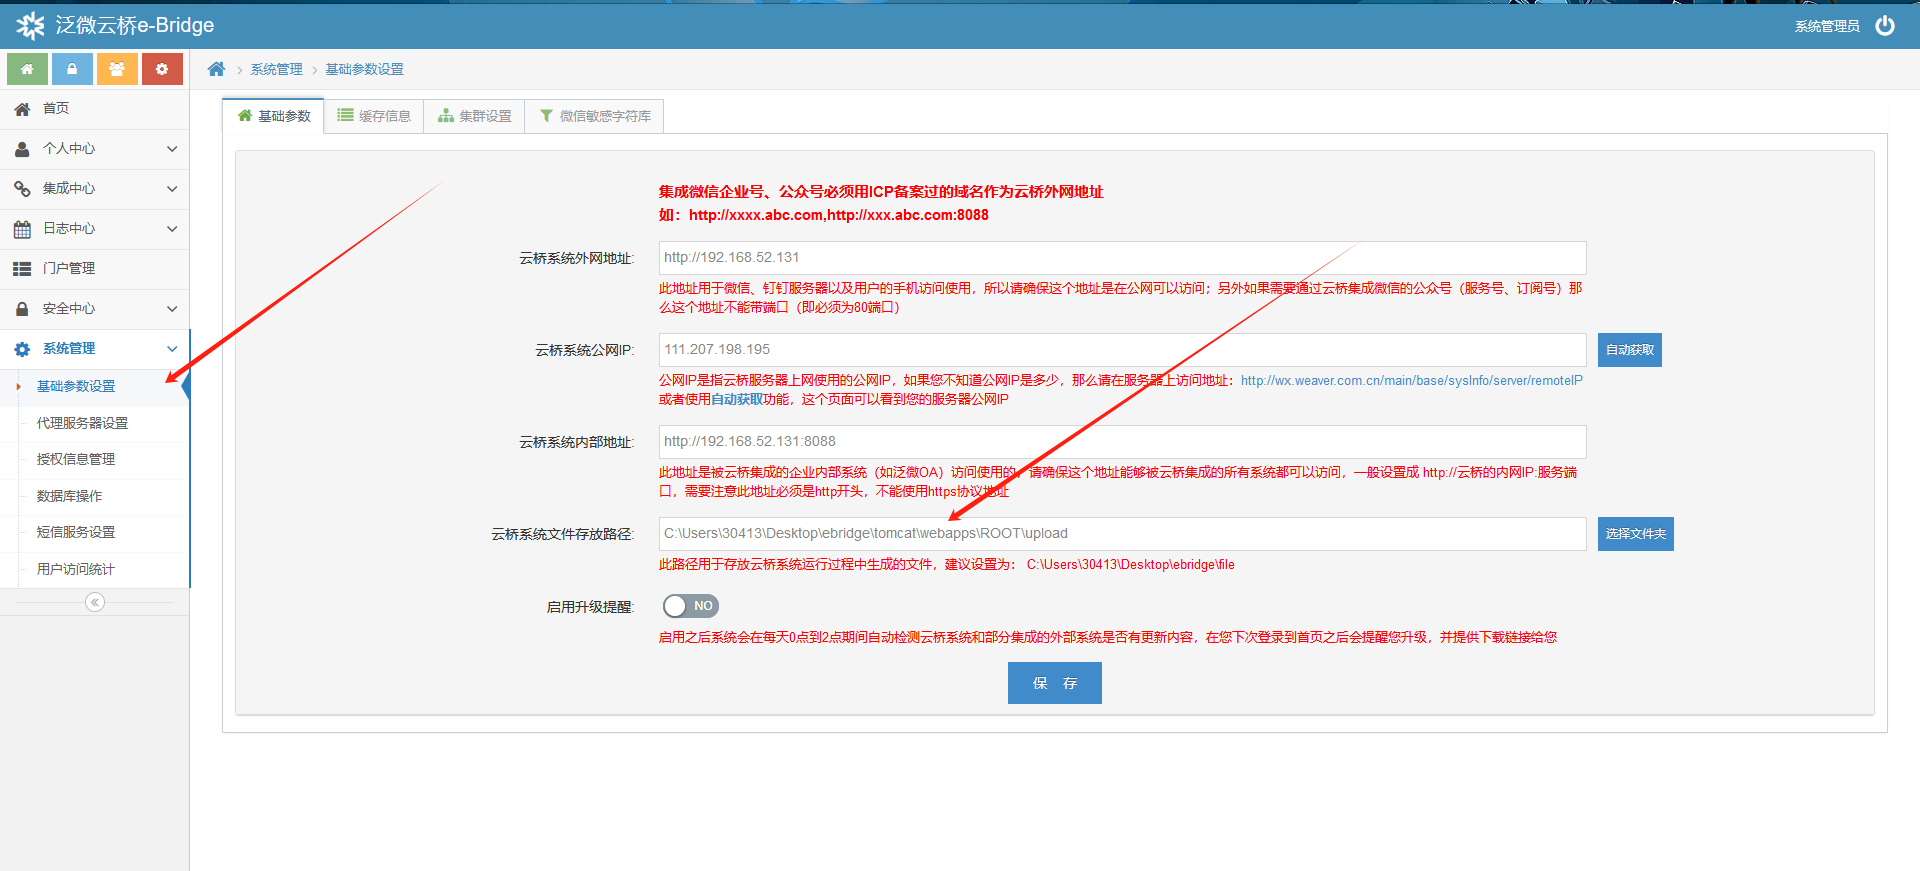 泛微云桥e-Bridge
系统管理员
系统管理
基础参数设置
首页
个人中心
集成中心
日志中心
门户管理
安全中心
系统管理
基础参数设置
代理服务器设置
授权信息管理
数据库操作
短信服务设置
用户访问统计
基础参数
缓存信息
集群设置
微信敏感字符库
集成微信企业号、公众号必须用ICP备案过的域名作为云桥外网地址
如：http://xxxx.abc.com,http://xxx.abc.com:8088
云桥系统外网地址:
http://192.168.52.131
此地址用于微信、钉钉服务器以及用户的手机访问使用，所以请确保这个地址是在公网可以访问；另外如果需要通过云桥集成微信的公众号（服务号、订阅号）那
么这个地址不能带端口（即必须为80端口）
云桥系统公网IP:
111.207.198.195
自动获取
公网IP是指云桥服务器上网使用的公网IP，如果您不知道公网IP是多少，那么请在服务器上访问地址：http://wx.weaver.com.cn/main/base/sysInfo/server/remoteIP
或者使用自动获取功能，这个页面可以看到您的服务器公网IP
云桥系统内部地址:
http://192.168.52.131:8088
此地址是被云桥集成的企业内部系统（如泛微OA）访问使用的，请确保这个地址能够被云桥集成的所有系统都可以访问，一般设置成 http://云桥的内网IP:服务端
口，需要注意此地址必须是http开头，不能使用https协议地址
云桥系统文件存放路径:
C:\Users\30413\Desktop\ebridge\tomcat\webapps\ROOT\upload
选择文件夹
此路径用于存放云桥系统运行过程中生成的文件，建议设置为： C:\Users\30413\Desktop\ebridge\file
启用升级提醒:
NO
启用之后系统会在每天0点到2点期间自动检测云桥系统和部分集成的外部系统是否有更新内容，在您下次登录到首页之后会提醒您升级，并提供下载链接给您
保 存